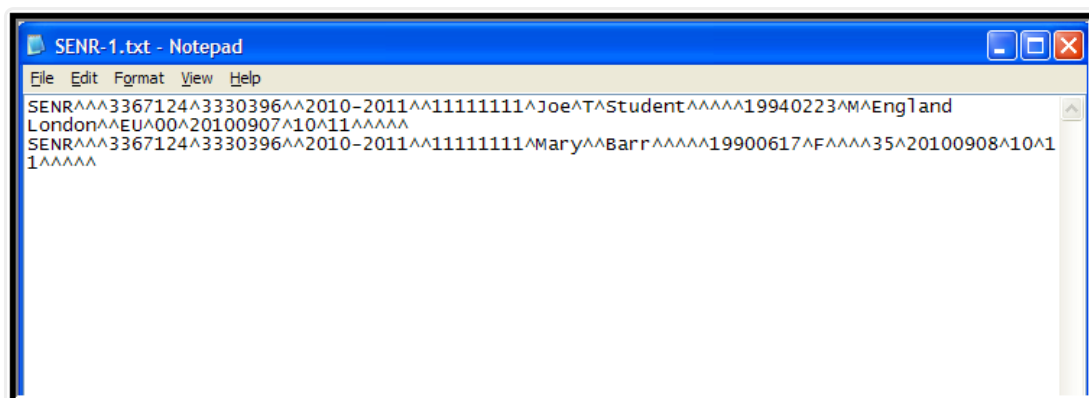 SENR-1.txt - Notepad
File Edit Format View Help
SENR^^^3367124^3330396^^2010-2011^^11111111^Joe^T^Student^^^^^19940223^M^England
London^^EU^00^20100907^10^11^^^^^
SENR^^^3367124^3330396^^2010-2011^^11111111^Mary^^Barr^^^^^19900617^F^^^^35^20100908^10^1
1^^^^^